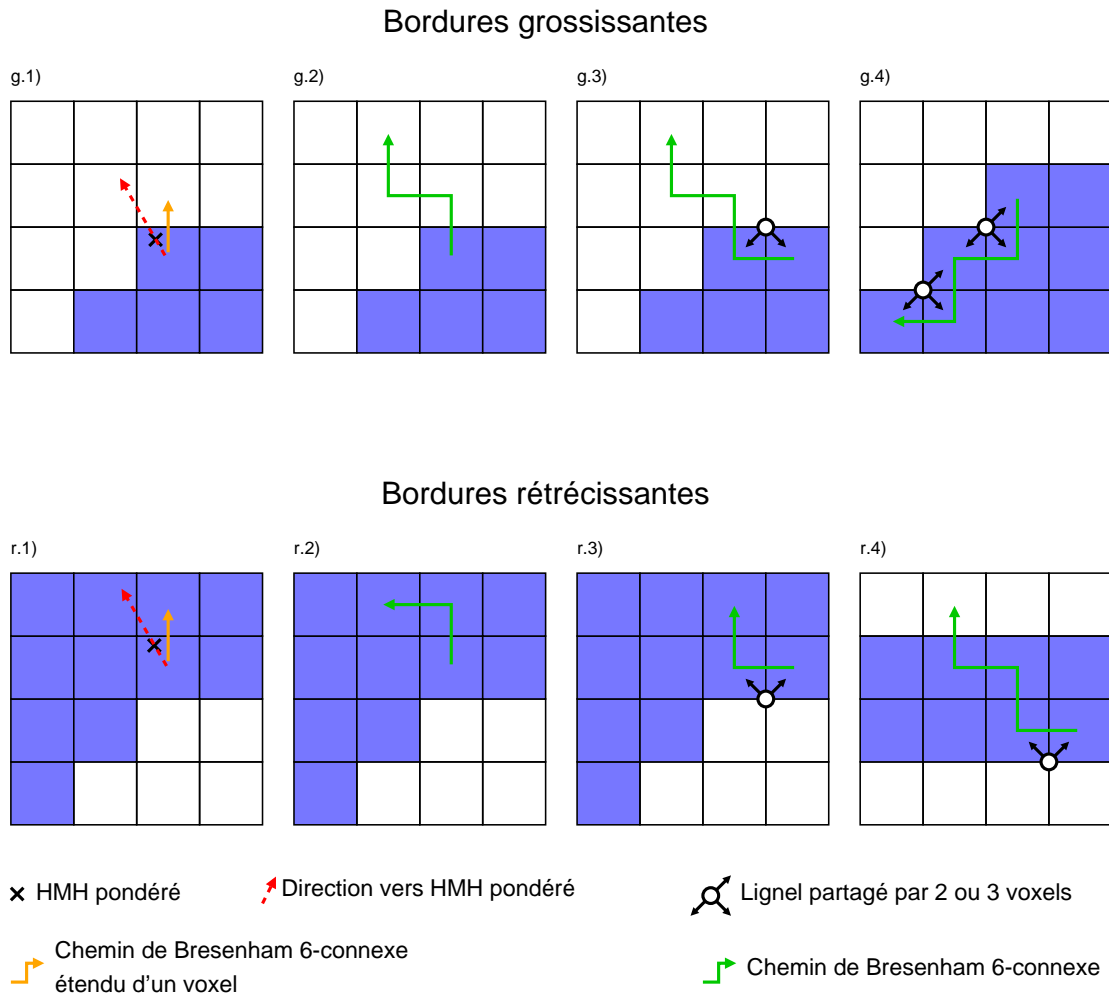 Bordures grossissantes
g.1) g.2) g.3) g.4)
Bordures rétrécissantes
r.1) r.2) r.3) r.4)
HMH pondéré
Direction vers HMH pondéré
Lignel partagé par 2 ou 3 voxels
Chemin de Bresenham 6-connexe
étendu d'un voxel
Chemin de Bresenham 6-connexe